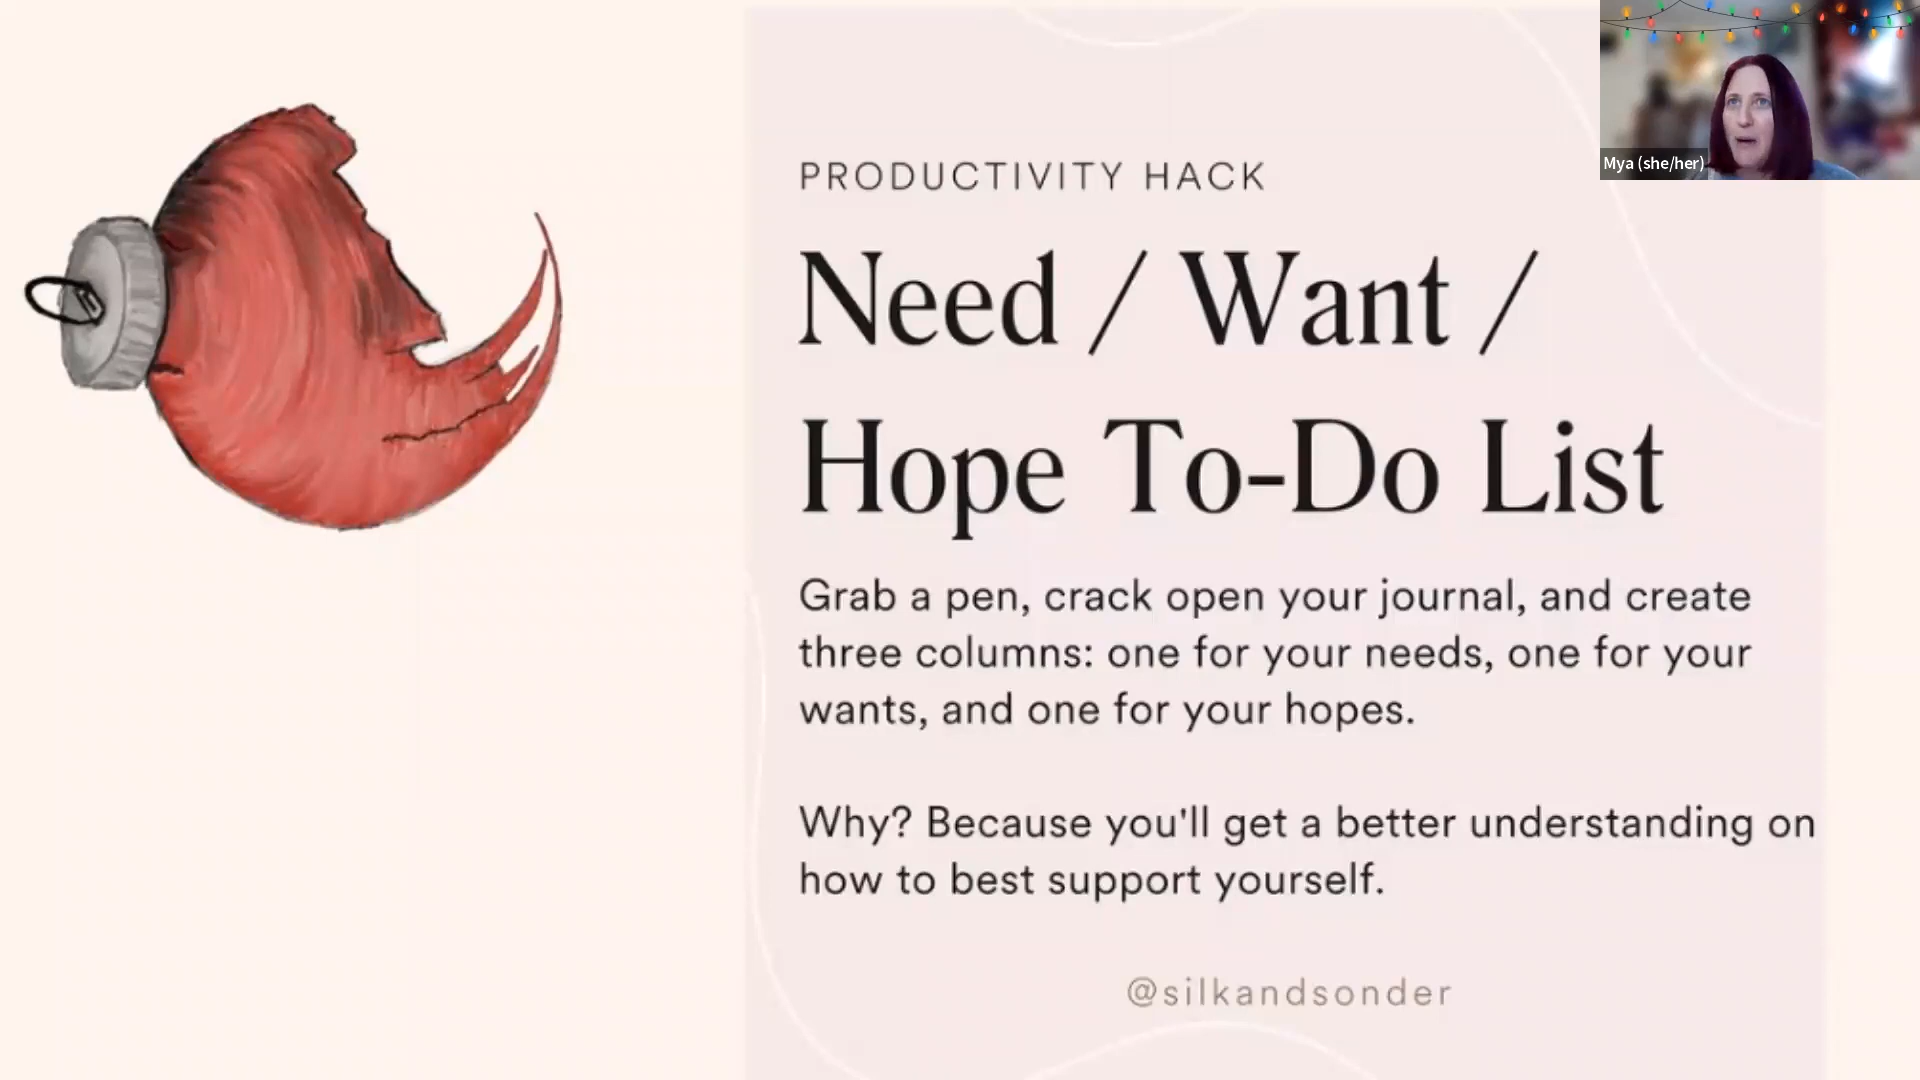 PRODUCTIVITY HACK
Need / Want /
Hope To-Do List
Grab a pen, crack open your journal, and create
three columns: one for your needs, one for your
wants, and one for your hopes.
Why? Because you'll get a better understanding on
how to best support yourself.
@silkandsonder
Mya (she/her)